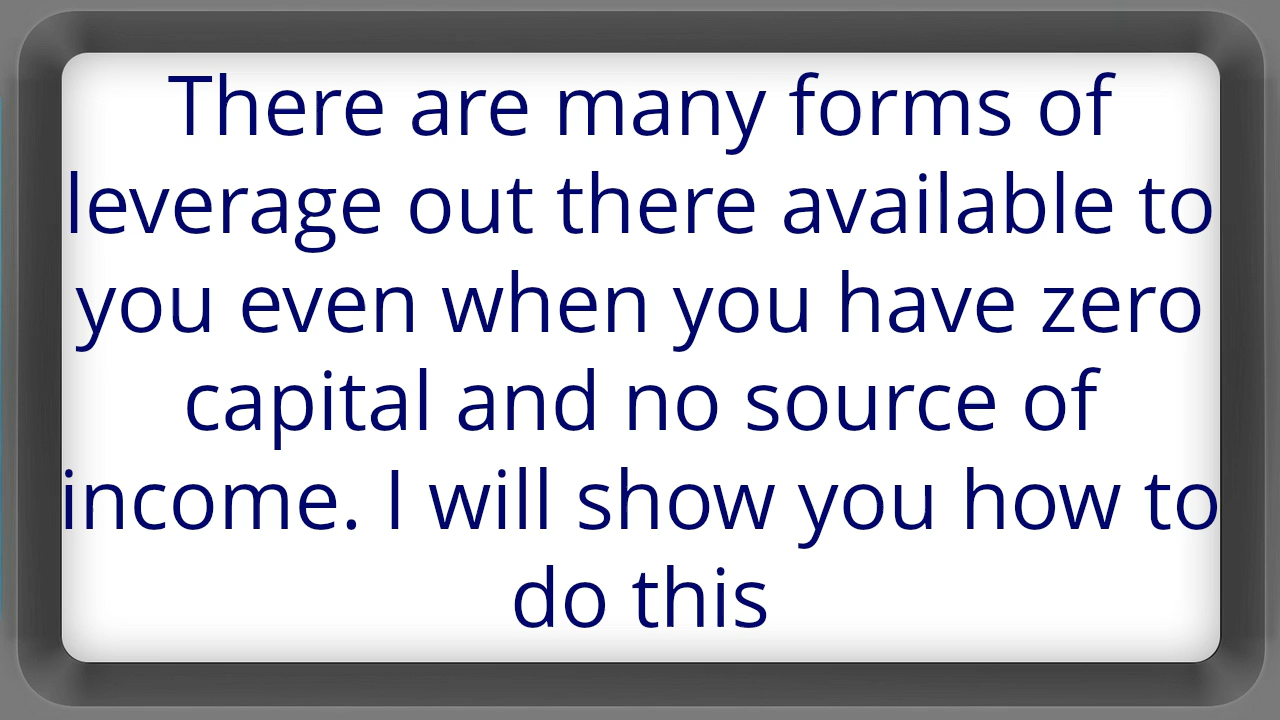 There are many forms of
leverage out there available to
you even when you have zero
capital and no source of
income. I will show you how to
do this